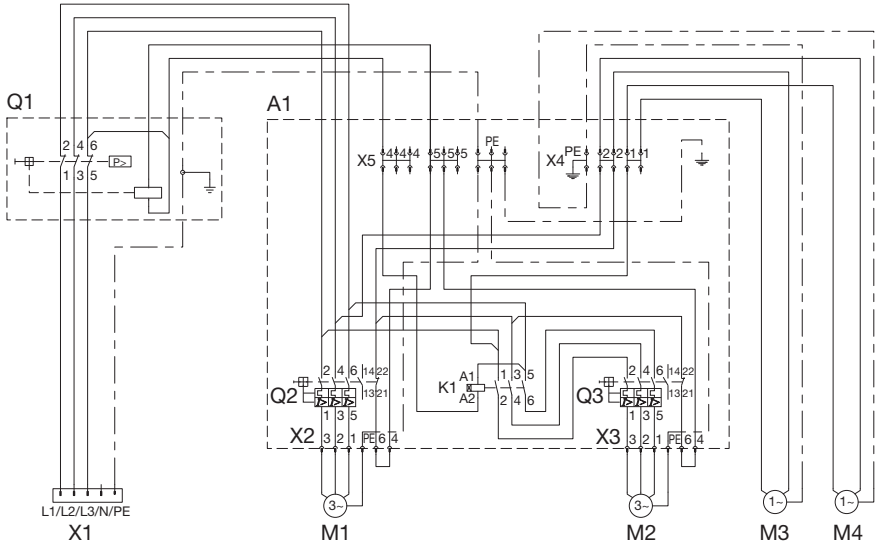 Q1
A1
2 4 6
P>
1 3 5
X5
4 4 4
5 5 5
PE
X4
PE
2 2 1 1
2 4 6 14 22
Q2
I> I> I>
13 21
1 3 5
X2
3 2 1 PE 6 4
K1
A1
A2
1 3 5
2 4 6
2 4 6 14 22
Q3
I> I> I>
13 21
1 3 5
X3
3 2 1 PE 6 4
L1/L2/L3/N/PE
X1
3~
M1
3~
M2
1~
M3
1~
M4